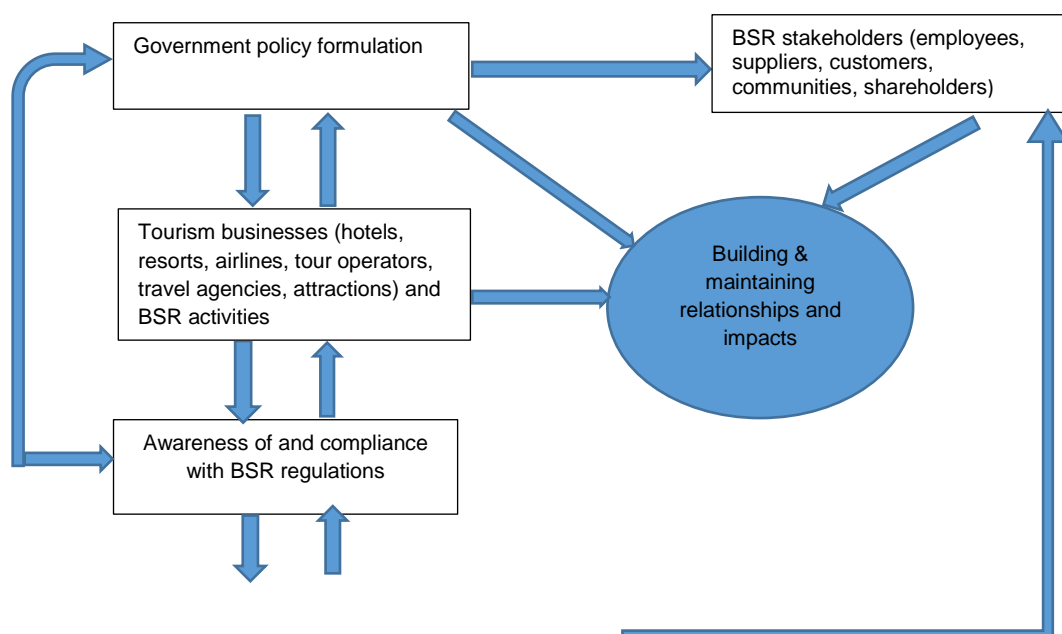 Government policy formulation
BSR stakeholders (employees,
suppliers, customers,
communities, shareholders)
Tourism businesses (hotels,
resorts, airlines, tour operators,
travel agencies, attractions) and
BSR activities
Building &
maintaining
relationships and
impacts
Awareness of and compliance
with BSR regulations